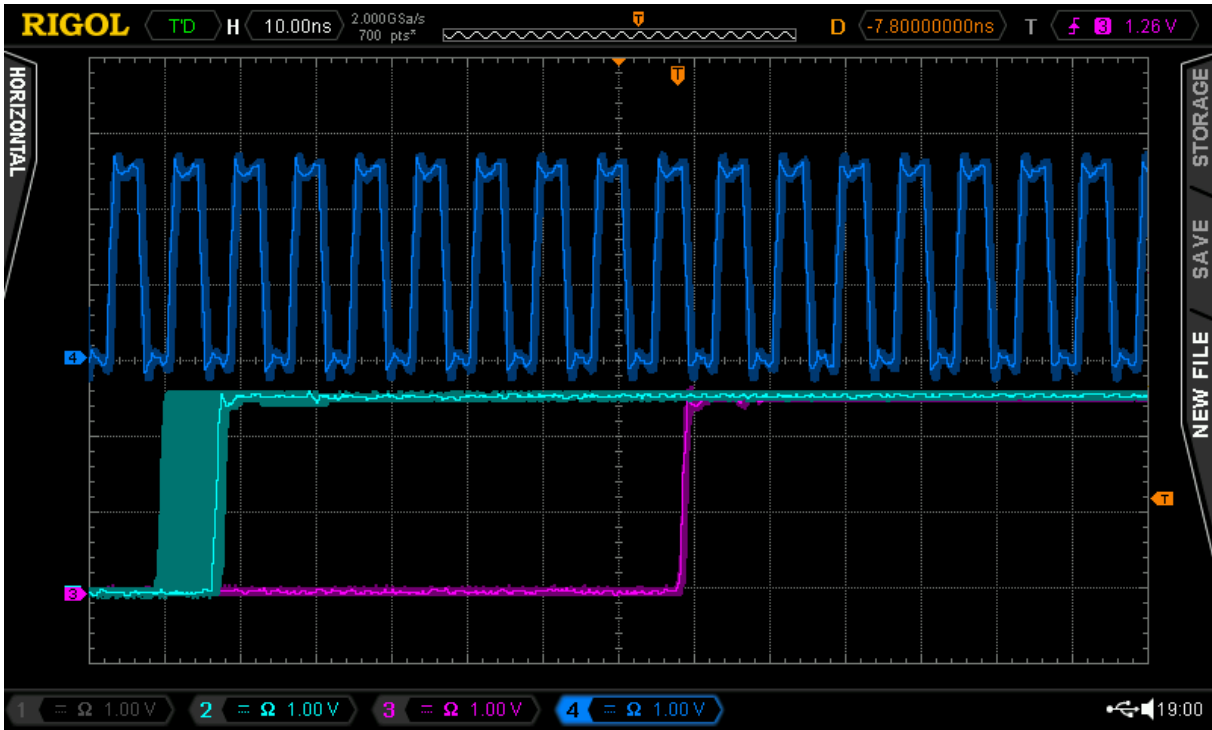 RIGOL T'D H 10.00ns 2.000GSa/s 700 pts* T D -7.80000000ns T 3 1.26 V
T
HORIZONTAL
STORAGE
SAVE
NEW FILE
4
T
3
1 = Ω 1.00 V 2 = Ω 1.00 V 3 = Ω 1.00 V 4 = Ω 1.00 V 19:00